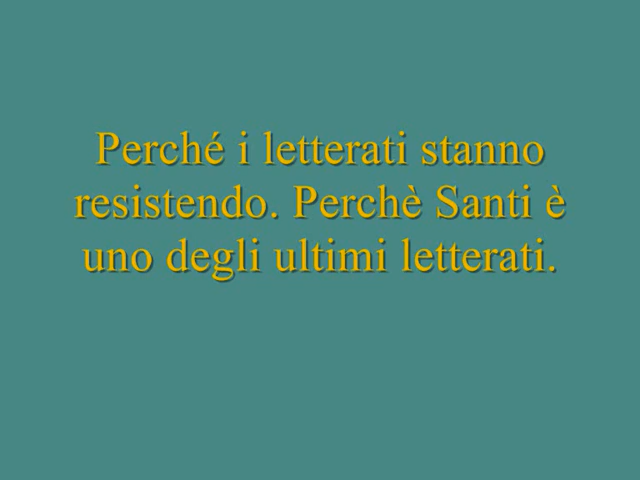 Perché i letterati stanno
resistendo. Perchè Santi è
uno degli ultimi letterati.